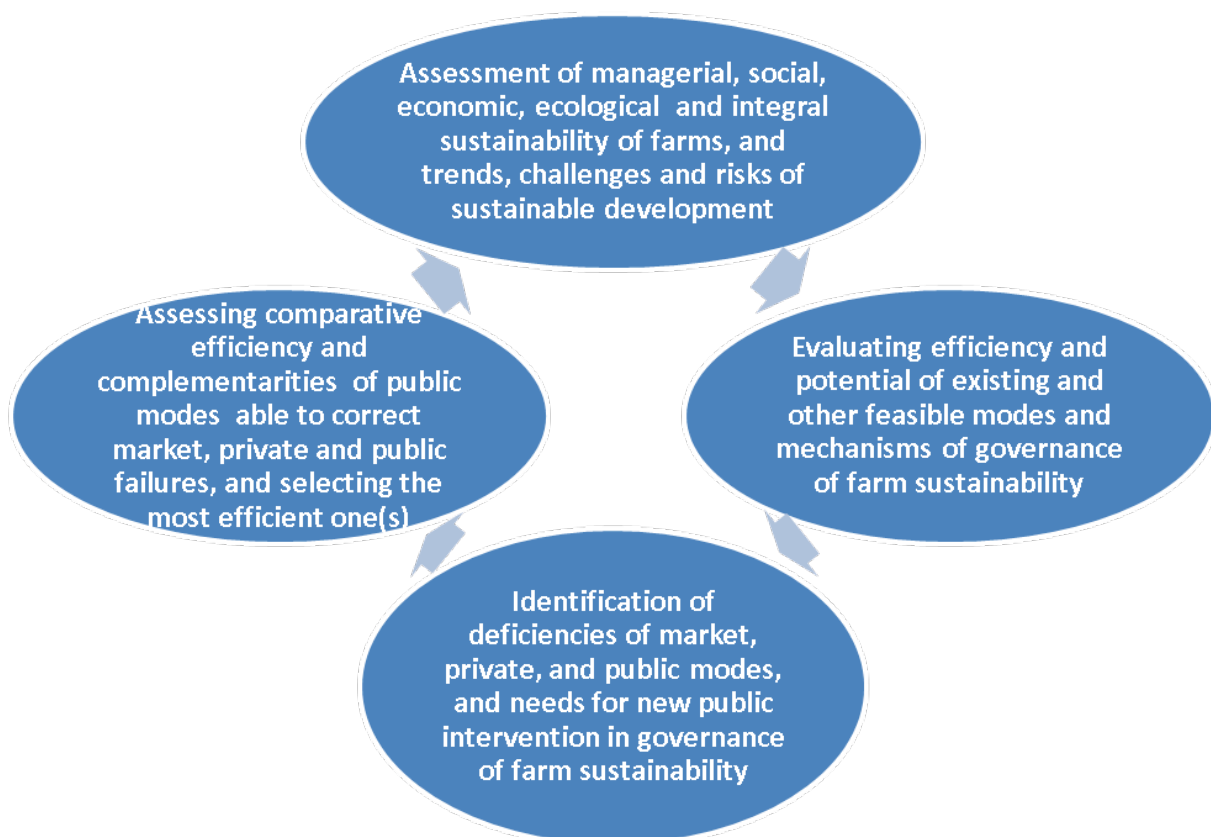 Assessment of managerial, social,
economic, ecological and integral
sustainability of farms, and
trends, challenges and risks of
sustainable development
Assessing comparative
efficiency and
complementarities of public
modes able to correct
market, private and public
failures, and selecting the
most efficient one(s)
Evaluating efficiency and
potential of existing and
other feasible modes and
mechanisms of governance
of farm sustainability
Identification of
deficiencies of market,
private, and public modes,
and needs for new public
intervention in governance
of farm sustainability